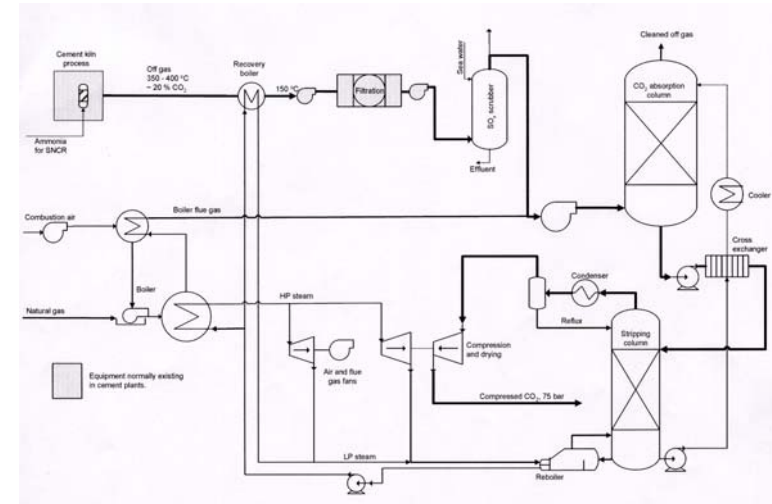 Cement kiln
process
Off gas
350 - 400 °C
~ 20 % CO₂
Recovery
boiler
150 °C
Filtration
Sea water
SOₓ scrubber
Effluent
Cleaned off gas
CO₂ absorption
column
Cooler
Cross
exchanger
Ammonia
for SNCR
Combustion air
Boiler flue gas
Boiler
Natural gas
HP steam
Condenser
Reflux
Stripping
column
Compression
and drying
Air and flue
gas fans
Compressed CO₂, 75 bar
Equipment normally existing
in cement plants.
LP steam
Reboiler